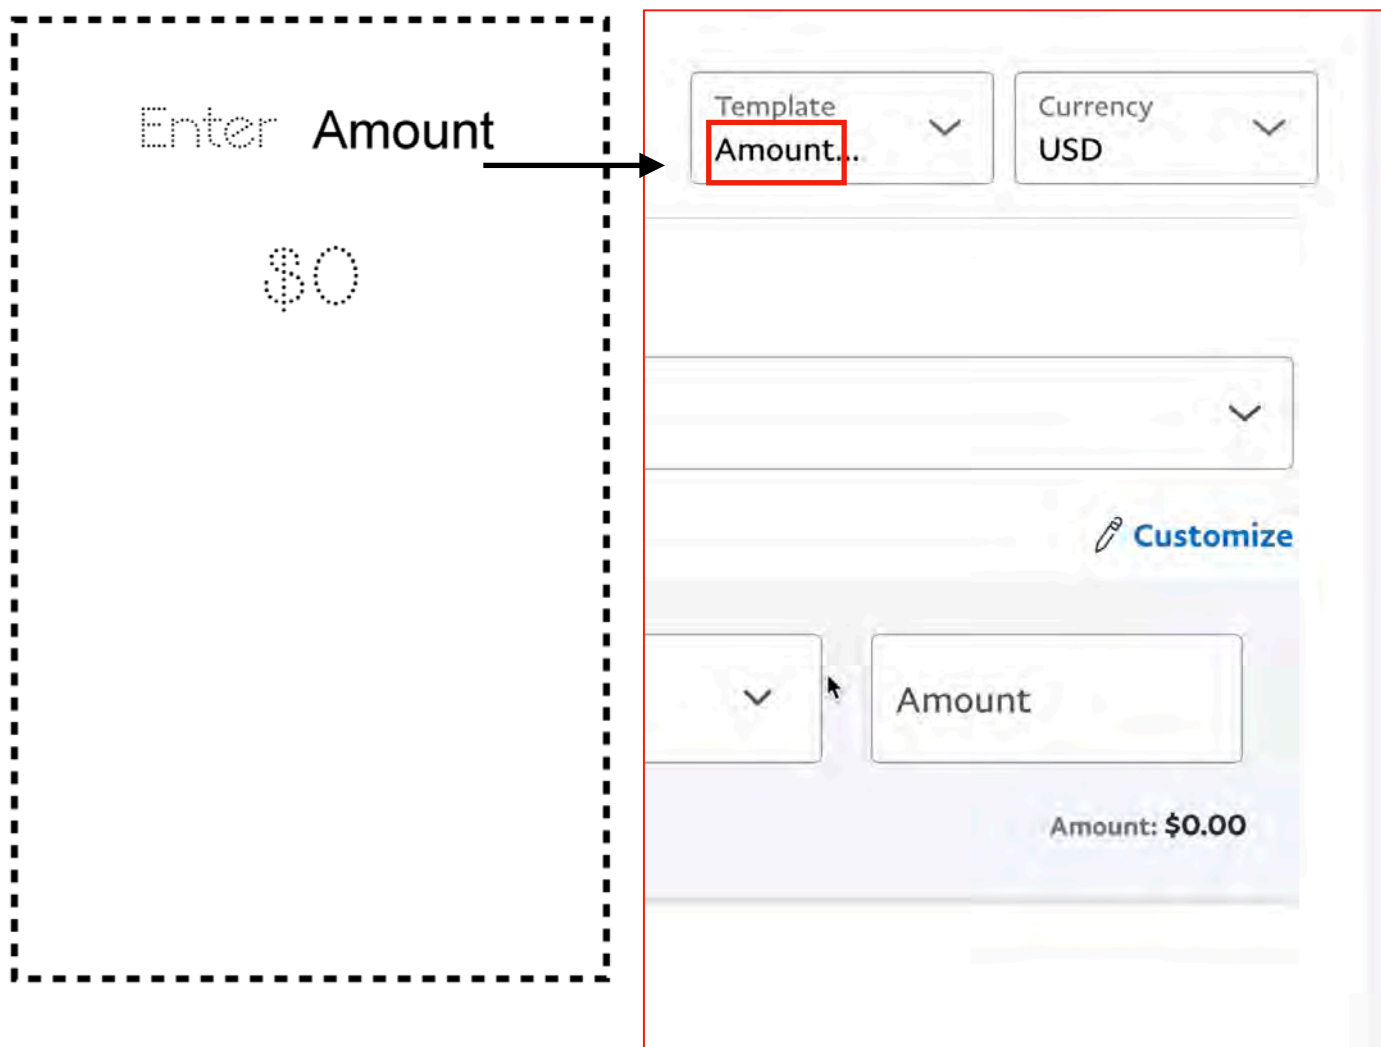 Enter Amount
$0
Template
Amount...
Currency
USD
Customize
Amount
Amount: $0.00